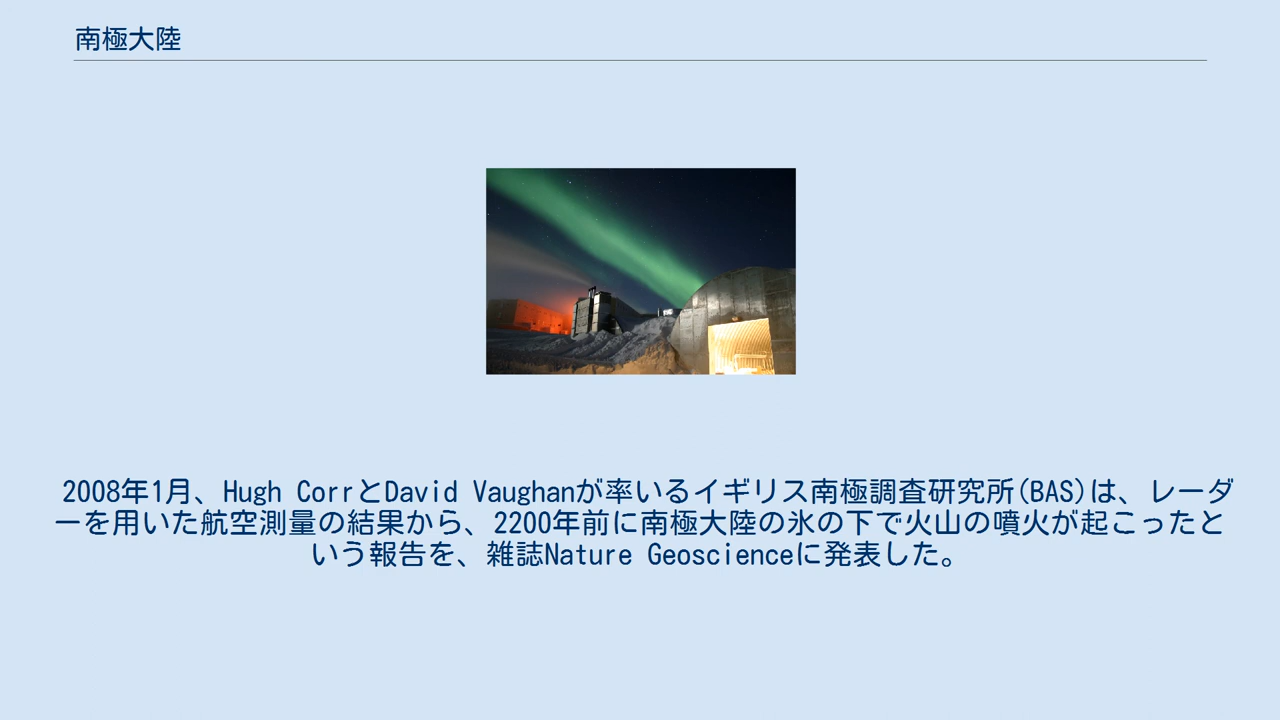 南極大陸
2008年1月、Hugh CorrとDavid Vaughanが率いるイギリス南極調査研究所(BAS)は、レーダ
ーを用いた航空測量の結果から、2200年前に南極大陸の氷の下で火山の噴火が起こったと
いう報告を、雑誌Nature Geoscienceに発表した。